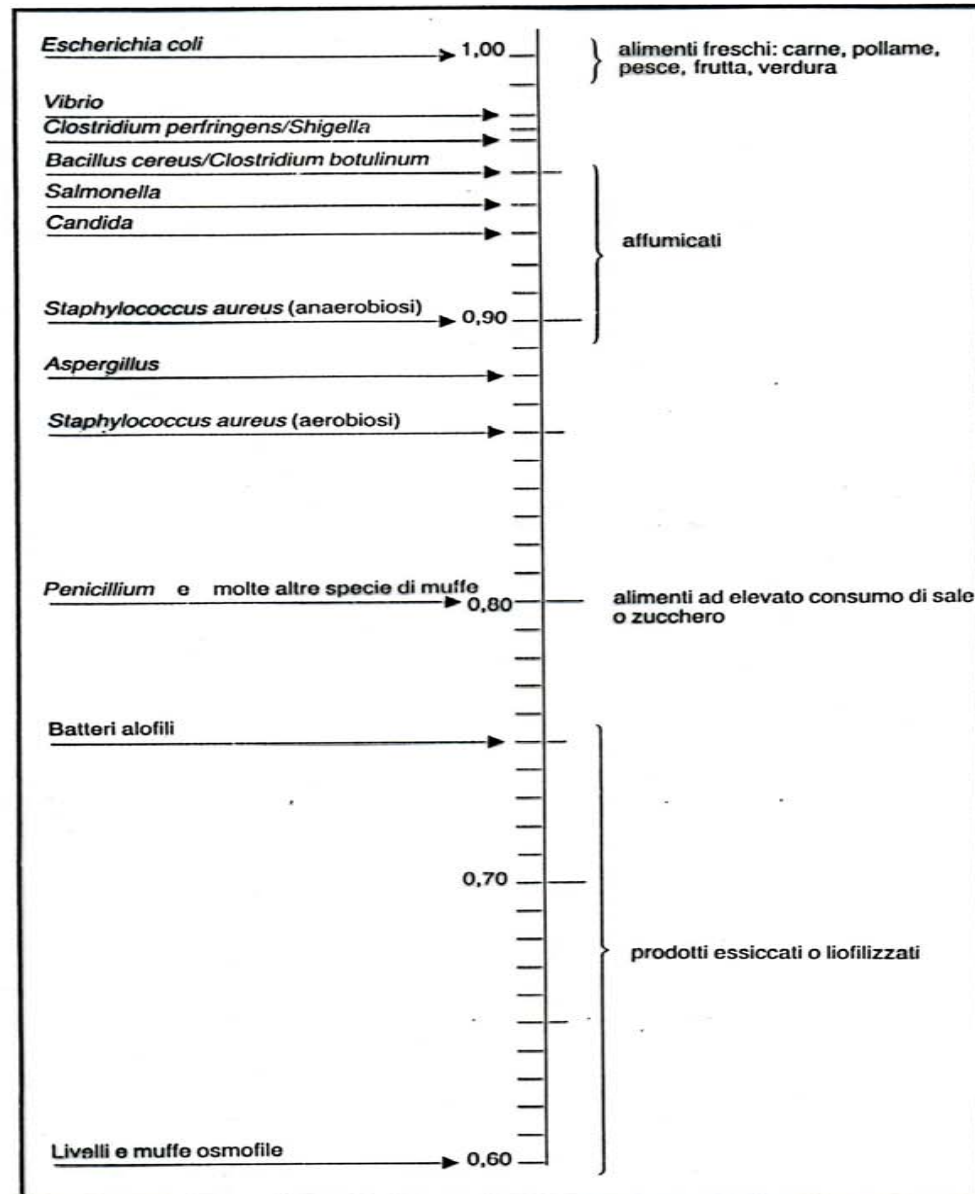 Escherichia coli
1,00
alimenti freschi: carne, pollame,
pesce, frutta, verdura
Vibrio
Clostridium perfringens/Shigella
Bacillus cereus/Clostridium botulinum
Salmonella
Candida
affumicati
Staphylococcus aureus (anaerobiosi)
0,90
Aspergillus
Staphylococcus aureus (aerobiosi)
Penicillium e molte altre specie di muffe
0,80
alimenti ad elevato consumo di sale
o zucchero
Batteri alofili
0,70
prodotti essiccati o liofilizzati
Livelli e muffe osmofile
0,60